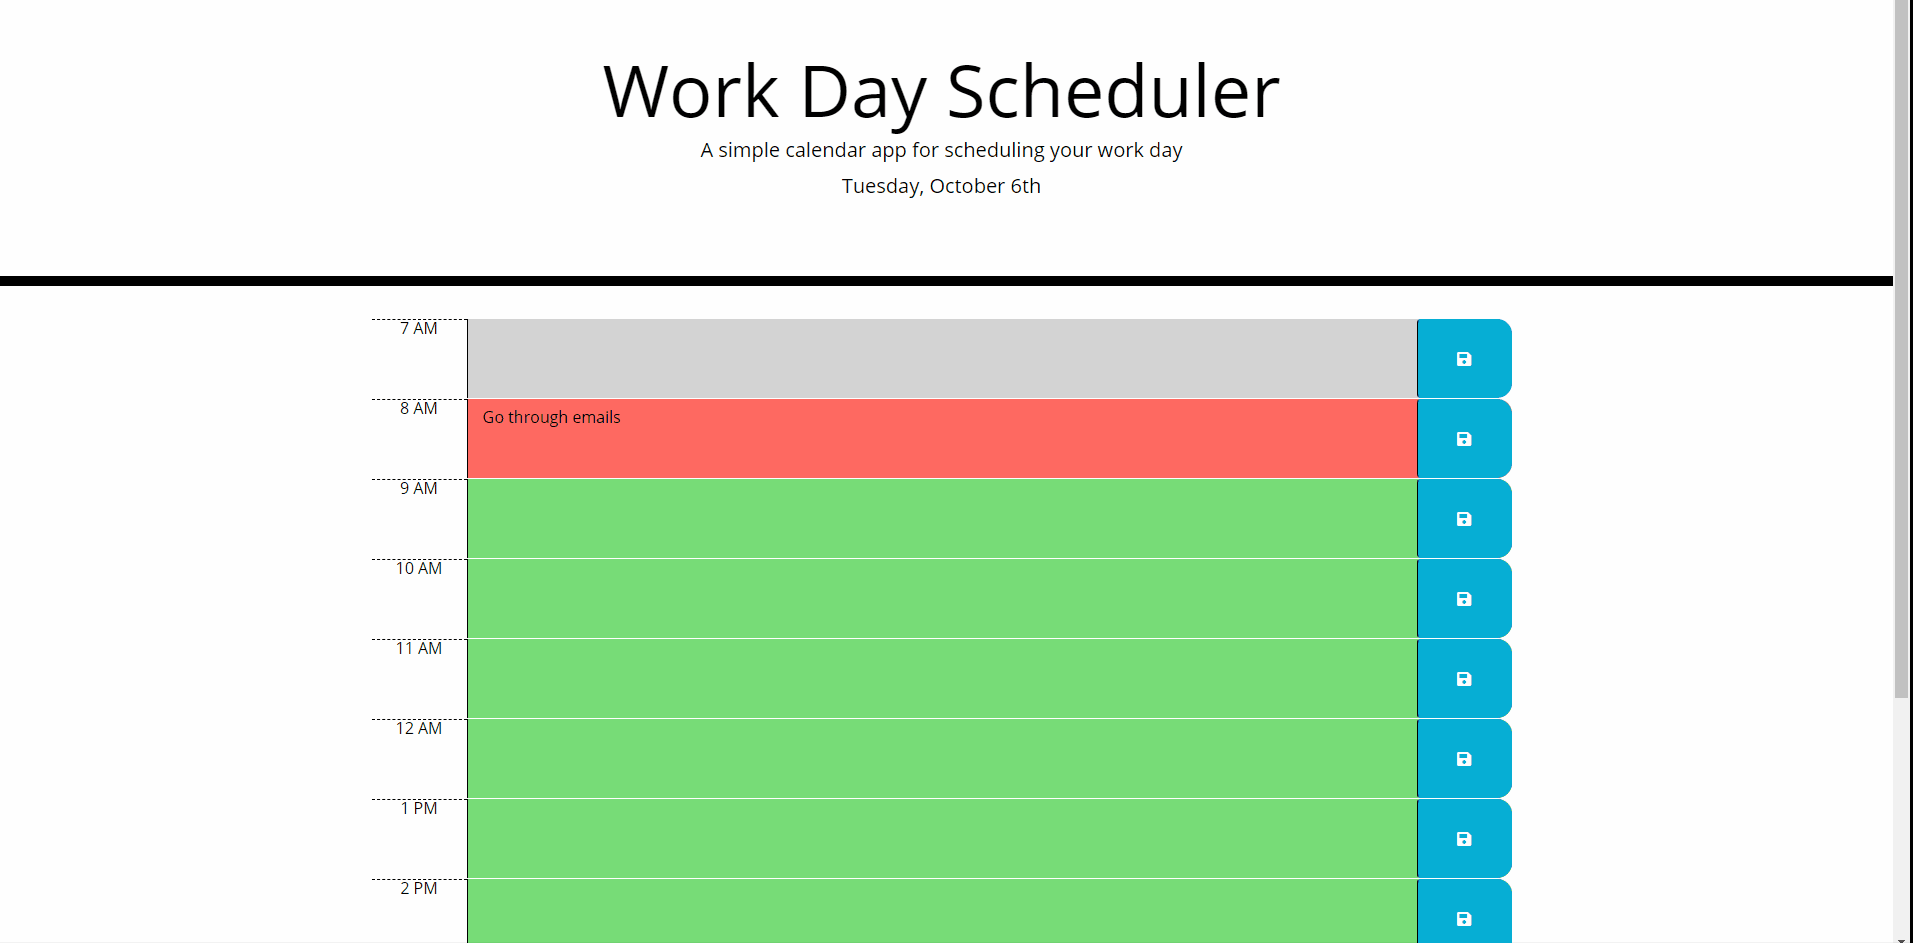 Work Day Scheduler
A simple calendar app for scheduling your work day
Tuesday, October 6th
7 AM
8 AM
Go through emails
9 AM
10 AM
11 AM
12 AM
1 PM
2 PM